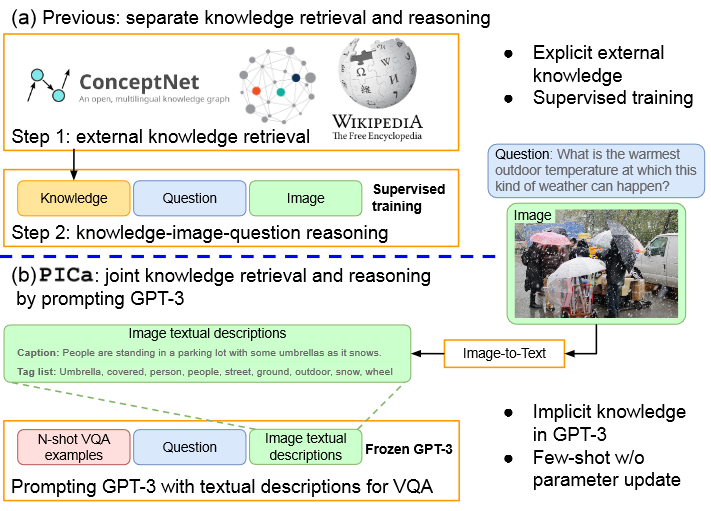 (a) Previous: separate knowledge retrieval and reasoning
ConceptNet
An open, multilingual knowledge graph
WIKIPEDIA
The Free Encyclopedia
Step 1: external knowledge retrieval
Knowledge
Question
Image
Supervised
training
Step 2: knowledge-image-question reasoning
● Explicit external
knowledge
● Supervised training
Question: What is the warmest
outdoor temperature at which this
kind of weather can happen?
Image
(b) PICa: joint knowledge retrieval and reasoning
by prompting GPT-3
Image textual descriptions
Caption: People are standing in a parking lot with some umbrellas as it snows.
Tag list: Umbrella, covered, person, people, street, ground, outdoor, snow, wheel
Image-to-Text
N-shot VQA
examples
Question
Image textual
descriptions
Frozen GPT-3
Prompting GPT-3 with textual descriptions for VQA
● Implicit knowledge
in GPT-3
● Few-shot w/o
parameter update